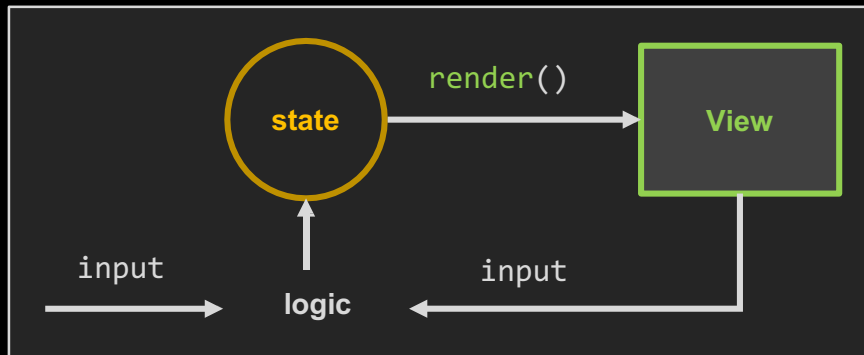 render()
state
View
input
input
logic